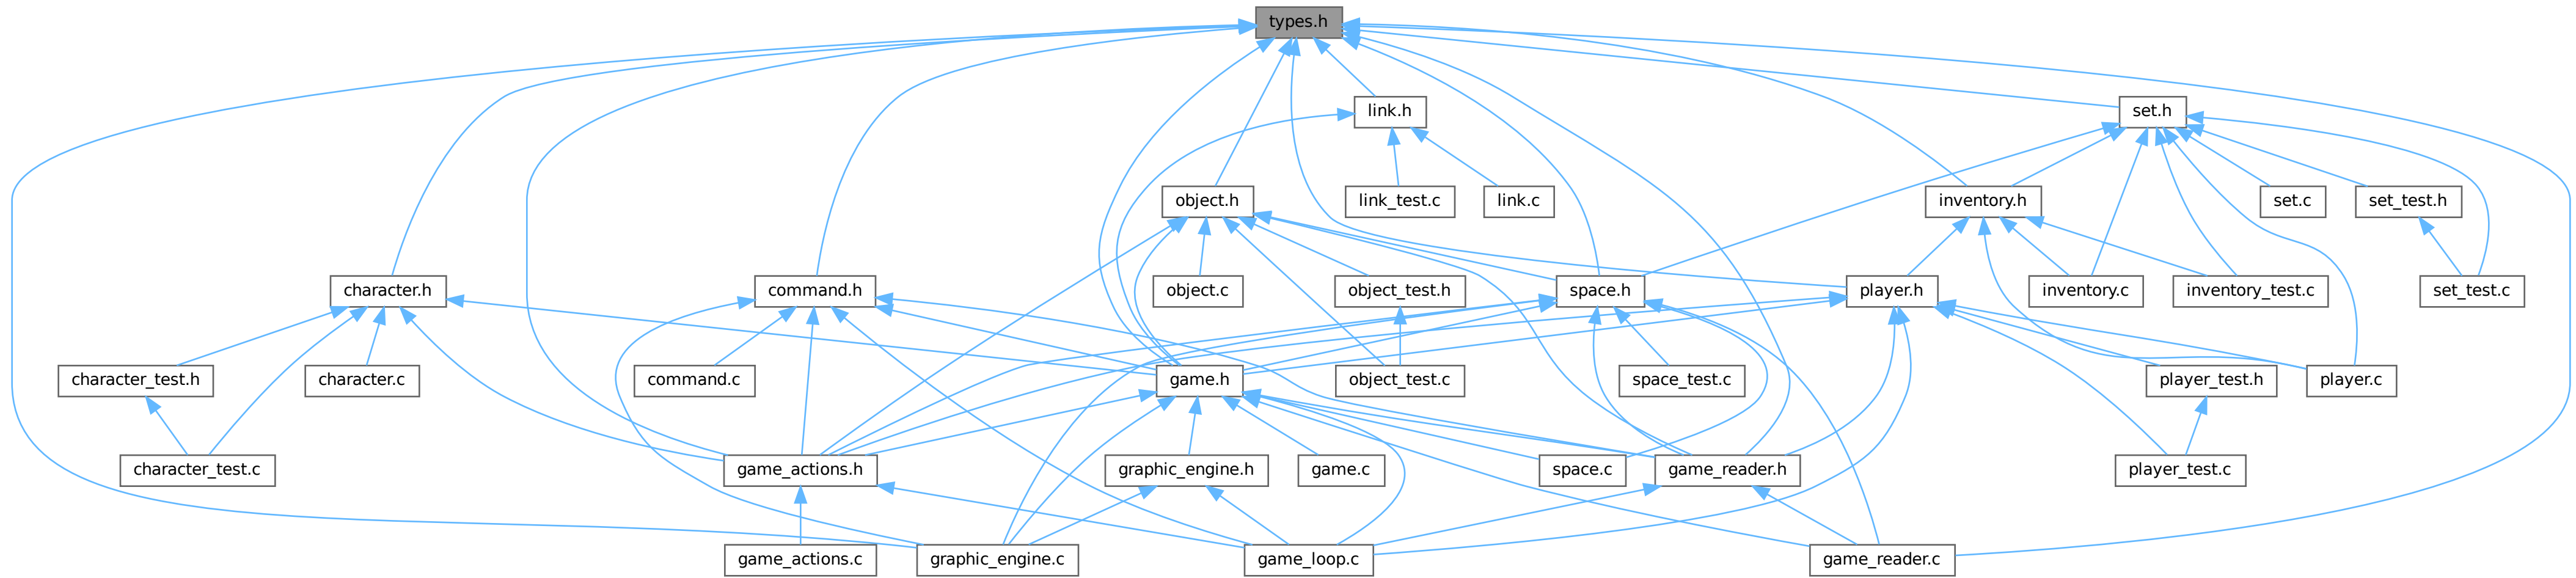 types.h
link.h
set.h
object.h
link_test.c
link.c
inventory.h
set.c
set_test.h
character.h
command.h
object.c
object_test.h
space.h
player.h
inventory.c
inventory_test.c
set_test.c
character_test.h
character.c
command.c
game.h
object_test.c
space_test.c
player_test.h
player.c
character_test.c
game_actions.h
graphic_engine.h
game.c
space.c
game_reader.h
player_test.c
game_actions.c
graphic_engine.c
game_loop.c
game_reader.c